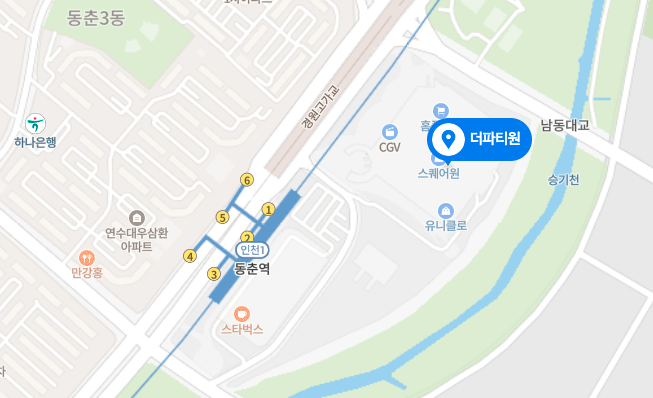 동춘3동
경원고가교
하나은행
홈
더파티원
남동대교
CGV
스퀘어원
승기천
유니클로
6
1
5
2
연수대우삼환
아파트
4
인천1
동춘역
3
만강홍
스타벅스
차